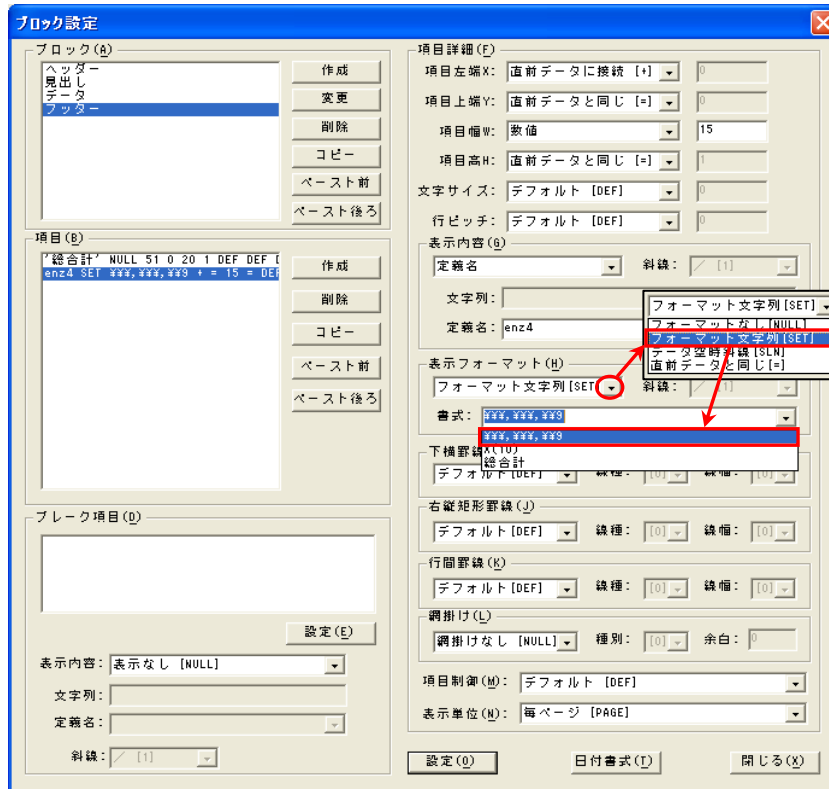 ブロック設定
ブロック(A)
ヘッダー
見出し
データ
フッター
作成
変更
削除
コピー
ペースト前
ペースト後ろ
項目(B)
'総合計' NULL 51 0 20 1 DEF DEF D
enz4 SET ¥¥¥,¥¥¥,¥¥9 + = 15 = DEF
作成
削除
コピー
ペースト前
ペースト後ろ
ブレーク項目(D)
設定(E)
表示内容: 表示なし [NULL]
文字列:
定義名:
斜線: ／ [1]
項目詳細(F)
項目左端X: 直前データに接続 [+] 0
項目上端Y: 直前データと同じ [=] 0
項目幅W: 数値 15
項目高H: 直前データと同じ [=] 1
文字サイズ: デフォルト [DEF] 0
行ピッチ: デフォルト [DEF] 0
表示内容(G)
定義名 斜線: ／ [1]
文字列:
定義名: enz4
フォーマット文字列[SET]
フォーマットなし[NULL]
フォーマット文字列[SET]
データ空時斜線[SLN]
直前データと同じ[=]
表示フォーマット(H)
フォーマット文字列[SET] 斜線: ／ [1]
書式: ¥¥¥,¥¥¥,¥¥9
¥¥¥,¥¥¥,¥¥9
X(10)
総合計
下横罫線
デフォルト[DEF] 線種: [0] 線幅: [0]
右縦矩形罫線(J)
デフォルト[DEF] 線種: [0] 線幅: [0]
行間罫線(K)
デフォルト[DEF] 線種: [0] 線幅: [0]
網掛け(L)
網掛けなし [NULL] 種別: [0] 余白: 0
項目制御(M): デフォルト [DEF]
表示単位(N): 毎ページ [PAGE]
設定(O)
日付書式(T)
閉じる(X)